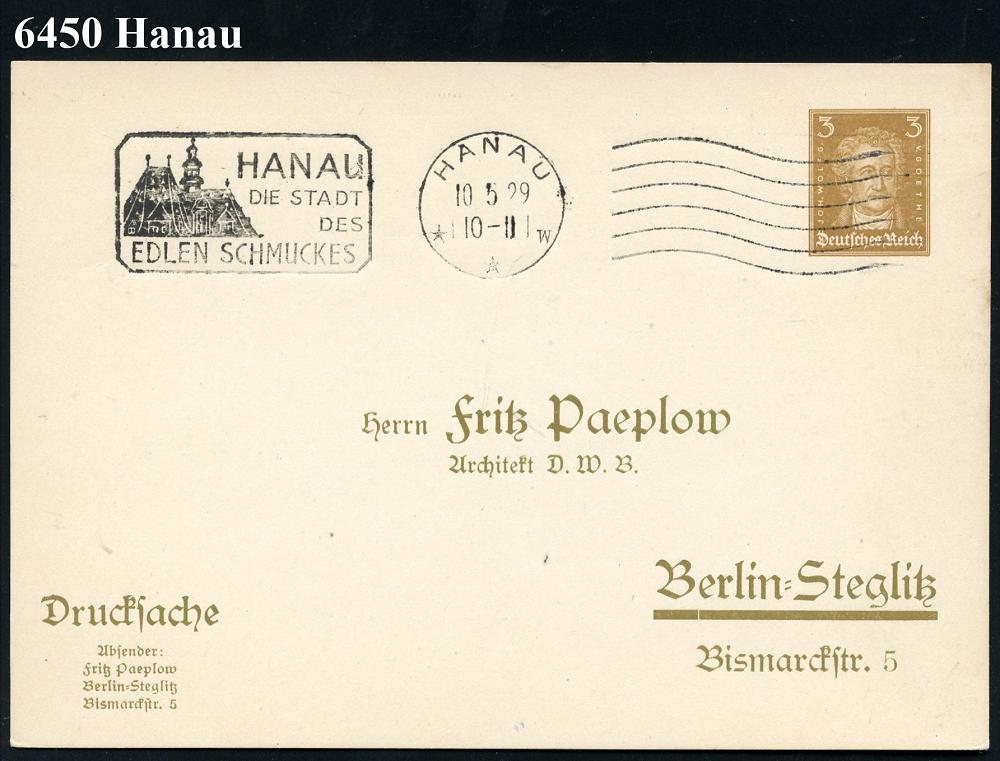 6450 Hanau
HANAU
DIE STADT
DES
EDLEN SCHMUCKES
HANAU
10 5 29
10-11
W
3 3
JOH. WOLFG. V. GOETHE
Deutsches Reich
Herrn Fritz Paeplow
Architekt D. W. B.
Berlin=Steglitz
Bismarckstr. 5
Drucksache
Absender:
Fritz Paeplow
Berlin=Steglitz
Bismarckstr. 5